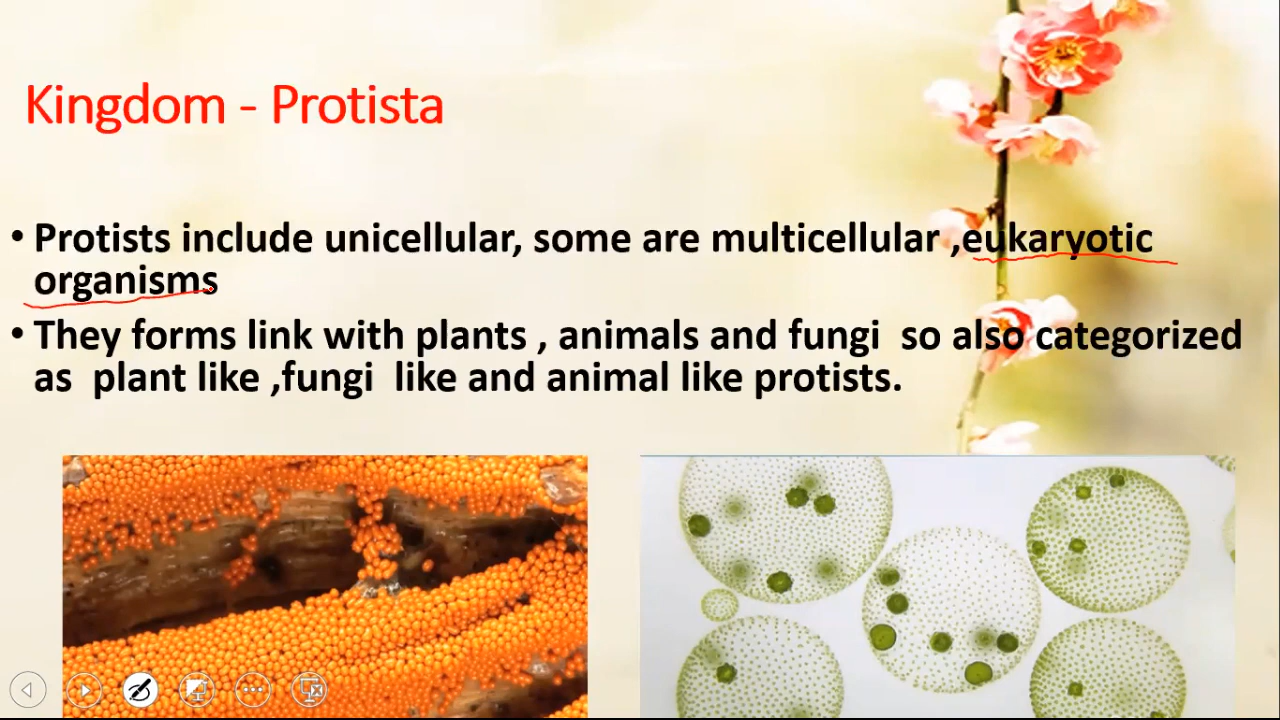 Kingdom - Protista
• Protists include unicellular, some are multicellular ,eukaryotic
organisms
• They forms link with plants , animals and fungi  so also categorized
as  plant like ,fungi  like and animal like protists.